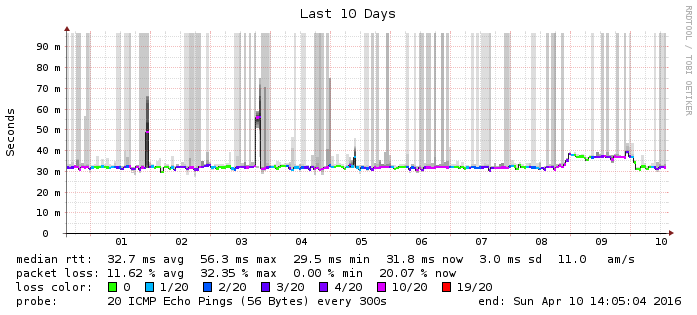 Last 10 Days
RRDTOOL / TOBI OETIKER
Seconds
90 m
80 m
70 m
60 m
50 m
40 m
30 m
20 m
10 m
0
01 02 03 04 05 06 07 08 09 10
median rtt: 32.7 ms avg 56.3 ms max 29.5 ms min 31.8 ms now 3.0 ms sd 11.0 am/s
packet loss: 11.62 % avg 32.35 % max 0.00 % min 20.07 % now
loss color: 0 1/20 2/20 3/20 4/20 10/20 19/20
probe: 20 ICMP Echo Pings (56 Bytes) every 300s end: Sun Apr 10 14:05:04 2016